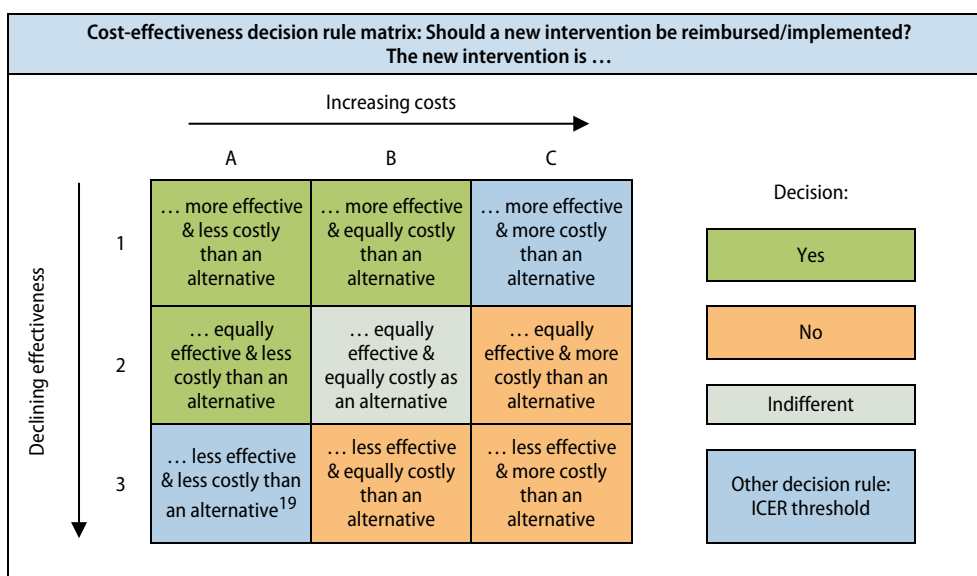 Cost-effectiveness decision rule matrix: Should a new intervention be reimbursed/implemented?
The new intervention is …
Increasing costs
A
B
C
Declining effectiveness
1
… more effective
& less costly
than an
alternative
… more effective
& equally costly
than an
alternative
… more effective
& more costly
than an
alternative
2
… equally
effective & less
costly than an
alternative
… equally
effective &
equally costly as
an alternative
… equally
effective & more
costly than an
alternative
3
… less effective
& less costly than
an alternative19
… less effective
& equally costly
than an
alternative
… less effective
& more costly
than an
alternative
Decision:
Yes
No
Indifferent
Other decision rule:
ICER threshold